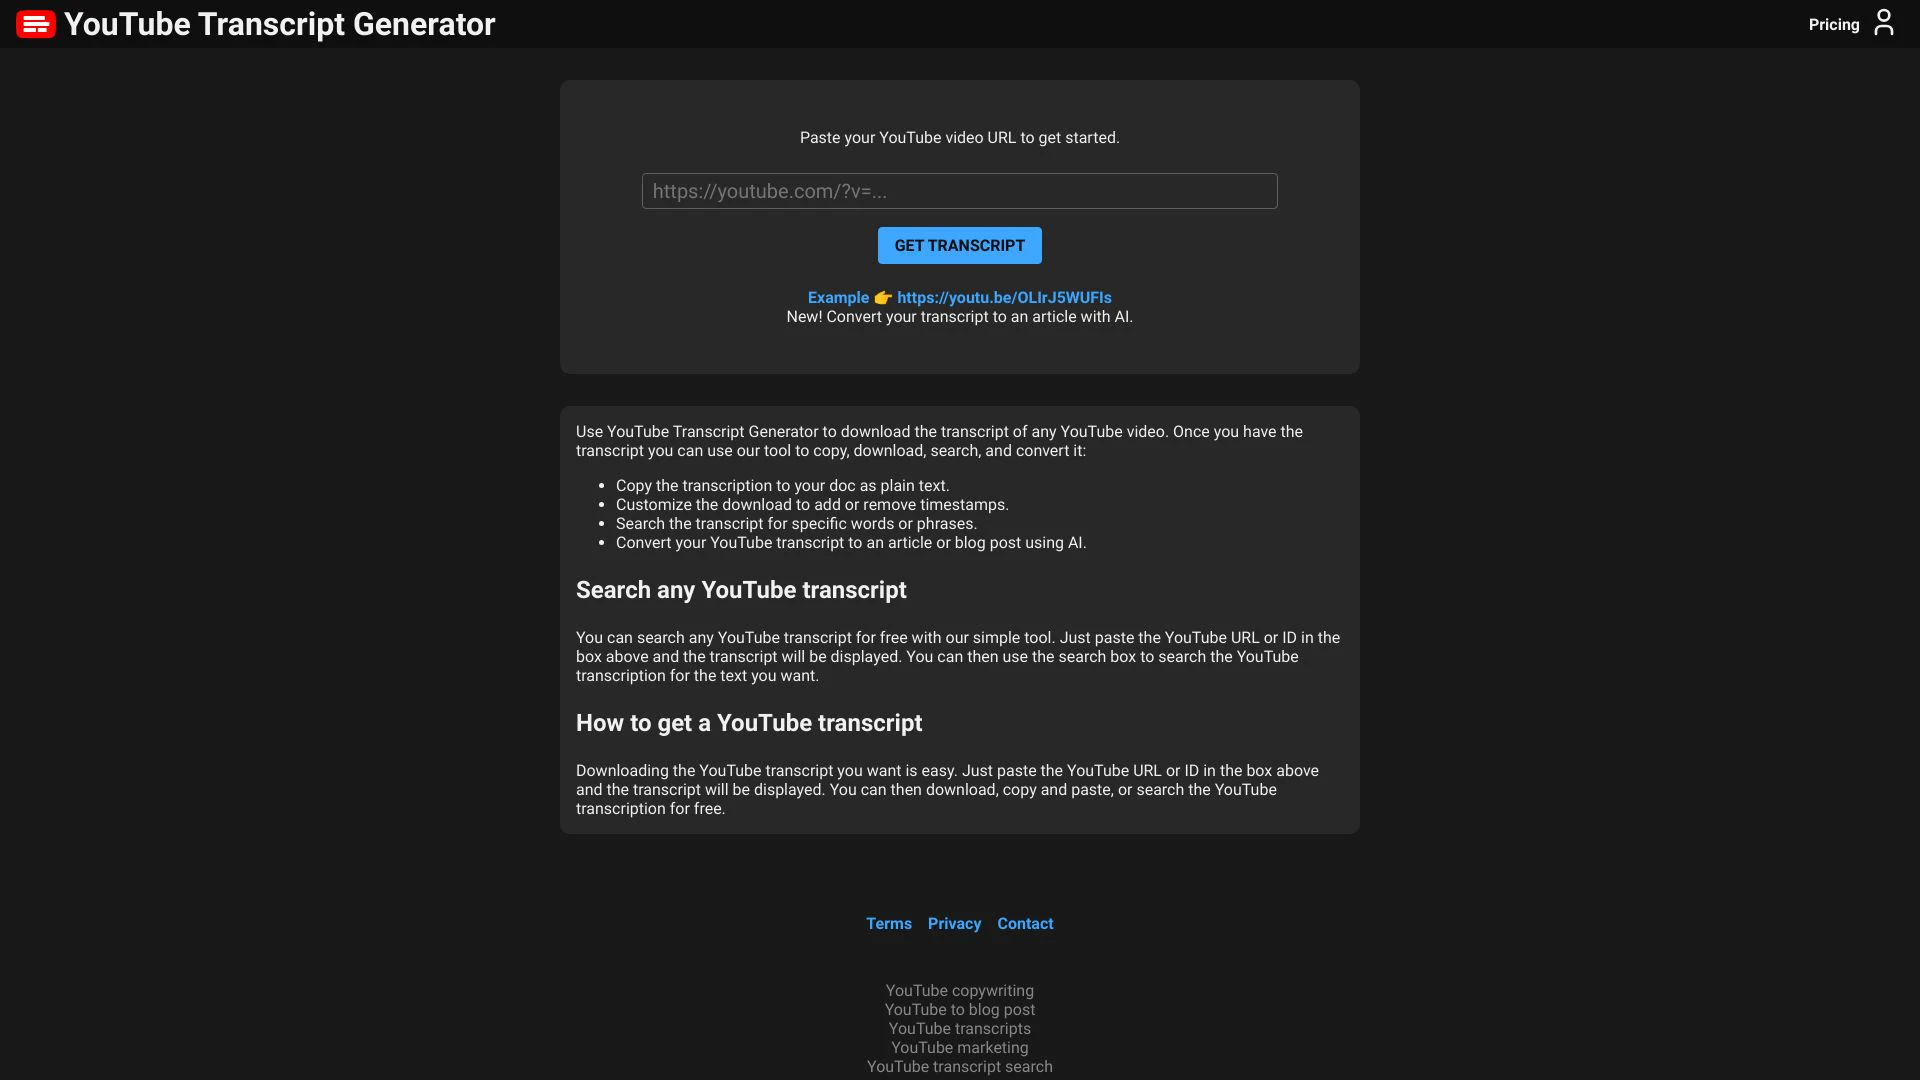 YouTube Transcript Generator
Pricing
Paste your YouTube video URL to get started.
https://youtube.com/?v=...
GET TRANSCRIPT
Example 👉 https://youtu.be/OLIrJ5WUFIs
New! Convert your transcript to an article with AI.
Use YouTube Transcript Generator to download the transcript of any YouTube video. Once you have the
transcript you can use our tool to copy, download, search, and convert it:
• Copy the transcription to your doc as plain text.
• Customize the download to add or remove timestamps.
• Search the transcript for specific words or phrases.
• Convert your YouTube transcript to an article or blog post using AI.
Search any YouTube transcript
You can search any YouTube transcript for free with our simple tool. Just paste the YouTube URL or ID in the
box above and the transcript will be displayed. You can then use the search box to search the YouTube
transcription for the text you want.
How to get a YouTube transcript
Downloading the YouTube transcript you want is easy. Just paste the YouTube URL or ID in the box above
and the transcript will be displayed. You can then download, copy and paste, or search the YouTube
transcription for free.
Terms Privacy Contact
YouTube copywriting
YouTube to blog post
YouTube transcripts
YouTube marketing
YouTube transcript search